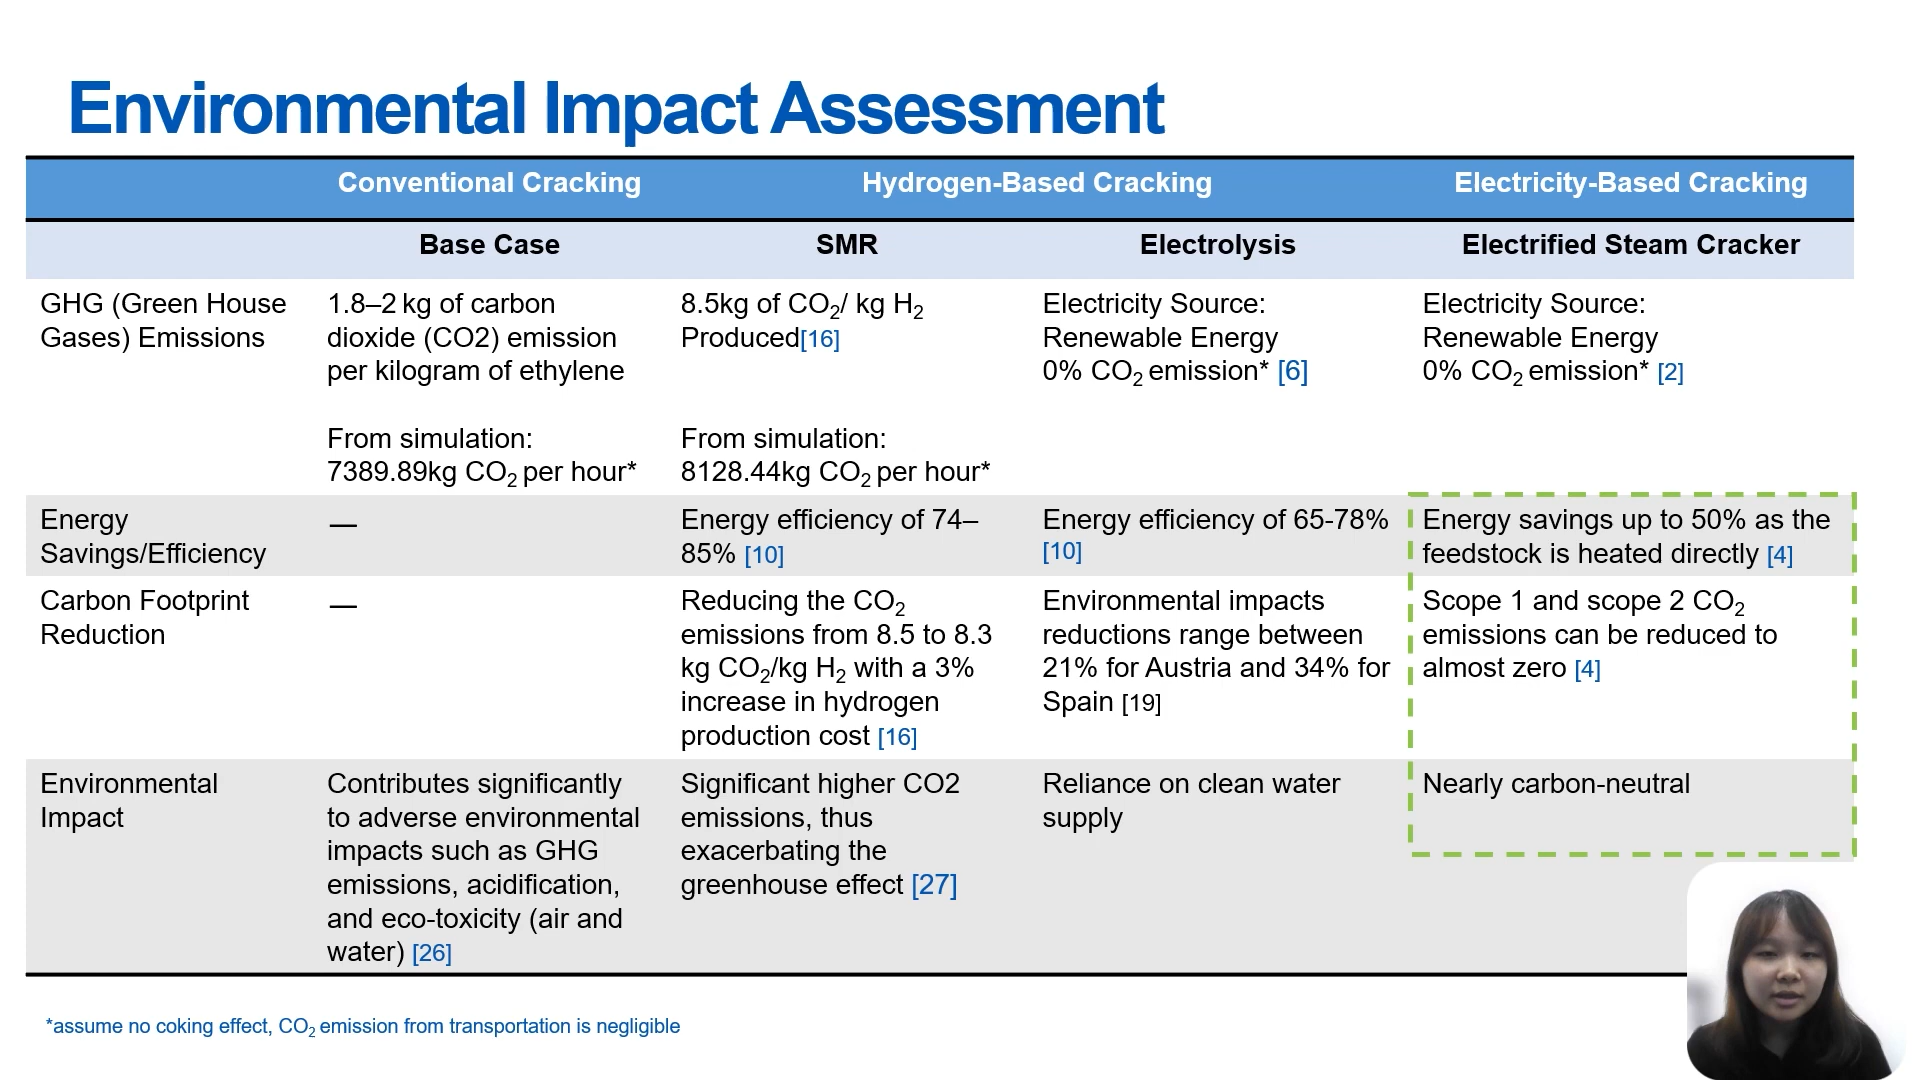 Environmental Impact Assessment
Conventional Cracking
Hydrogen-Based Cracking
Electricity-Based Cracking
Base Case
SMR
Electrolysis
Electrified Steam Cracker
GHG (Green House
Gases) Emissions
1.8–2 kg of carbon
dioxide (CO2) emission
per kilogram of ethylene
From simulation:
7389.89kg CO2 per hour*
8.5kg of CO2/ kg H2
Produced[16]
From simulation:
8128.44kg CO2 per hour*
Electricity Source:
Renewable Energy
0% CO2 emission* [6]
Electricity Source:
Renewable Energy
0% CO2 emission* [2]
Energy
Savings/Efficiency
—
Energy efficiency of 74–
85% [10]
Energy efficiency of 65-78%
[10]
Energy savings up to 50% as the
feedstock is heated directly [4]
Carbon Footprint
Reduction
—
Reducing the CO2
emissions from 8.5 to 8.3
kg CO2/kg H2 with a 3%
increase in hydrogen
production cost [16]
Environmental impacts
reductions range between
21% for Austria and 34% for
Spain [19]
Scope 1 and scope 2 CO2
emissions can be reduced to
almost zero [4]
Environmental
Impact
Contributes significantly
to adverse environmental
impacts such as GHG
emissions, acidification,
and eco-toxicity (air and
water) [26]
Significant higher CO2
emissions, thus
exacerbating the
greenhouse effect [27]
Reliance on clean water
supply
Nearly carbon-neutral
*assume no coking effect, CO2 emission from transportation is negligible